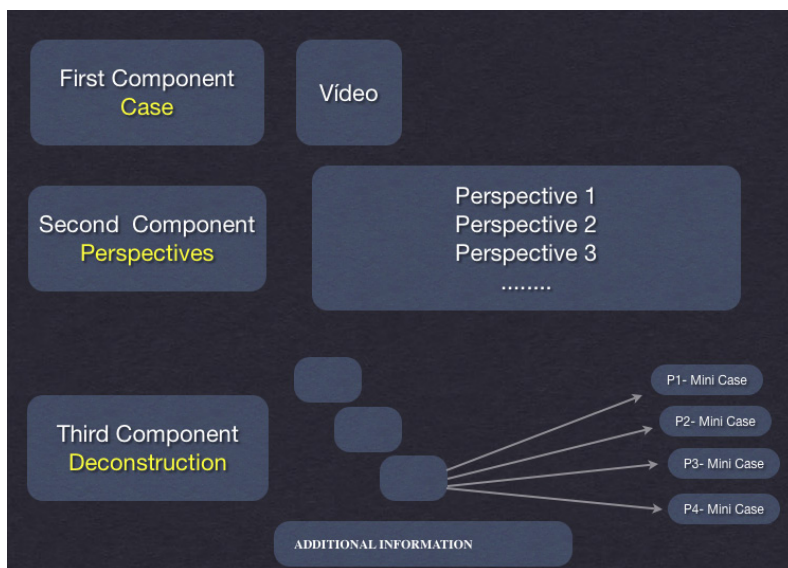 First Component
Case
Vídeo
Second Component
Perspectives
Perspective 1
Perspective 2
Perspective 3
........
Third Component
Deconstruction
P1- Mini Case
P2- Mini Case
P3- Mini Case
P4- Mini Case
ADDITIONAL INFORMATION